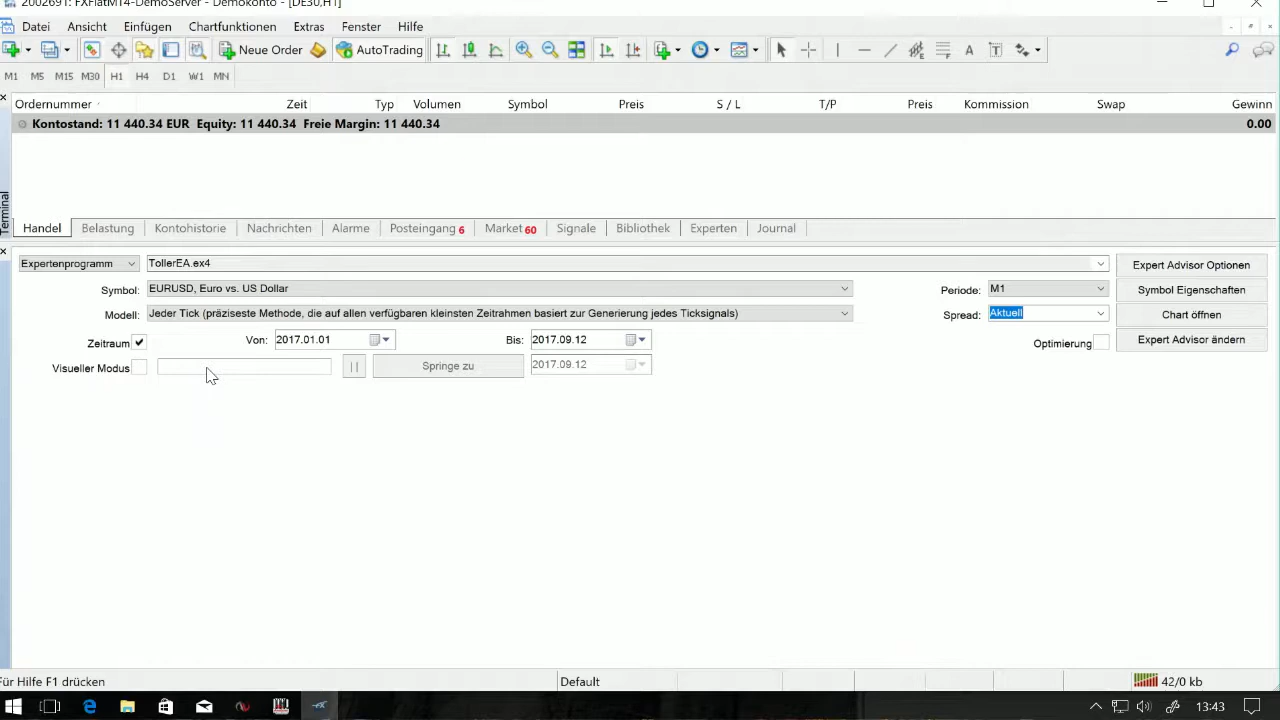 2002691: FXFlatMT4-DemoServer - Demokonto - [DE30,H1]
Datei Ansicht Einfügen Chartfunktionen Extras Fenster Hilfe
New Order AutoTrading
M1 M5 M15 M30 H1 H4 D1 W1 MN
Ordernummer Zeit Typ Volumen Symbol Preis S / L T/P Preis Kommission Swap Gewinn
Kontostand: 11 440.34 EUR Equity: 11 440.34 Freie Margin: 11 440.34 0.00
Terminal
Handel Belastung Kontohistorie Nachrichten Alarme Posteingang 6 Market 60 Signale Bibliothek Experten Journal
Expertenprogramm TollerEA.ex4 Expert Advisor Optionen
Symbol: EURUSD, Euro vs. US Dollar Periode: M1 Symbol Eigenschaften
Modell: Jeder Tick (präziseste Methode, die auf allen verfügbaren kleinsten Zeitrahmen basiert zur Generierung jedes Ticksignals) Spread: Aktuell Chart öffnen
Zeitraum Von: 2017.01.01 Bis: 2017.09.12 Optimierung Expert Advisor ändern
Visueller Modus Springe zu 2017.09.12
Für Hilfe F1 drücken Default 42/0 kb
13:43